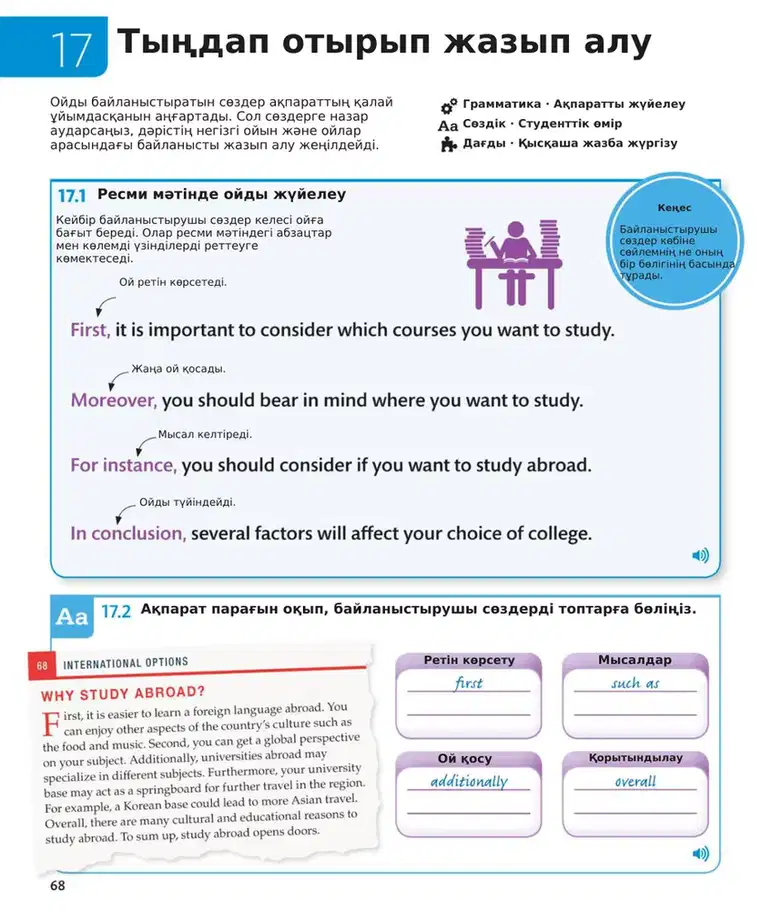 17
Тыңдап отырып жазып алу
Ойды байланыстыратын сөздер ақпараттың қалай
ұйымдасқанын аңғартады. Сол сөздерге назар
аударсаңыз, дәрістің негізгі ойын және ойлар
арасындағы байланысты жазып алу жеңілдейді.
Грамматика · Ақпаратты жүйелеу
Aa Сөздік · Студенттік өмір
Дағды · Қысқаша жазба жүргізу
17.1 Ресми мәтінде ойды жүйелеу
Кейбір байланыстырушы сөздер келесі ойға
бағыт береді. Олар ресми мәтіндегі абзацтар
мен көлемді үзінділерді реттеуге
көмектеседі.
Кеңес
Байланыстырушы
сөздер көбіне
сөйлемнің не оның
бір бөлігінің басында
тұрады.
Ой ретін көрсетеді.
First, it is important to consider which courses you want to study.
Жаңа ой қосады.
Moreover, you should bear in mind where you want to study.
Мысал келтіреді.
For instance, you should consider if you want to study abroad.
Ойды түйіндейді.
In conclusion, several factors will affect your choice of college.
Aa 17.2 Ақпарат парағын оқып, байланыстырушы сөздерді топтарға бөліңіз.
68 INTERNATIONAL OPTIONS
WHY STUDY ABROAD?
First, it is easier to learn a foreign language abroad. You
can enjoy other aspects of the country's culture such as
the food and music. Second, you can get a global perspective
on your subject. Additionally, universities abroad may
specialize in different subjects. Furthermore, your university
base may act as a springboard for further travel in the region.
For example, a Korean base could lead to more Asian travel.
Overall, there are many cultural and educational reasons to
study abroad. To sum up, study abroad opens doors.
Ретін көрсету
first
Мысалдар
such as
Ой қосу
additionally
Қорытындылау
overall
68